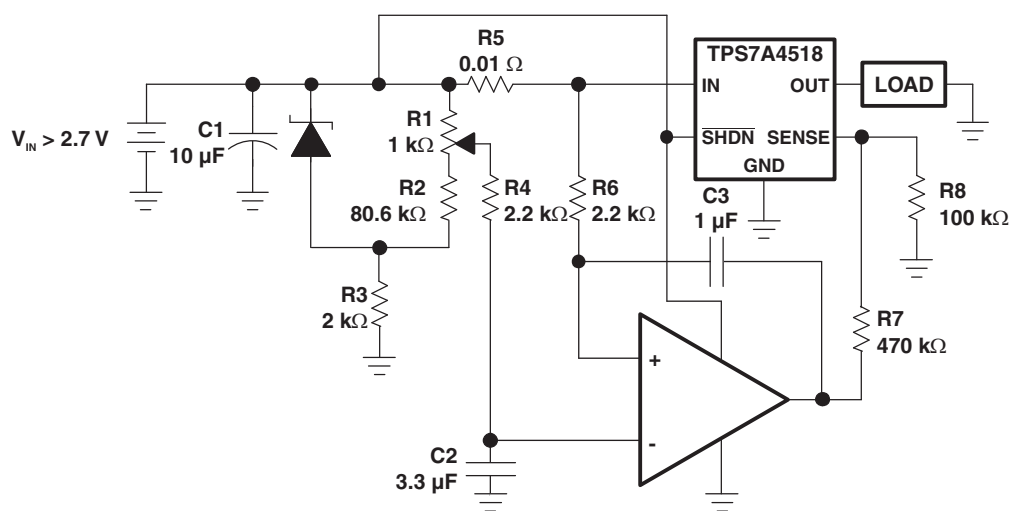 R5
0.01 Ω
TPS7A4518
IN
OUT
LOAD
V_IN > 2.7 V
C1
10 µF
R1
1 kΩ
SHDN
SENSE
GND
R2
80.6 kΩ
R4
2.2 kΩ
R6
2.2 kΩ
C3
1 µF
R8
100 kΩ
R3
2 kΩ
R7
470 kΩ
+
-
C2
3.3 µF